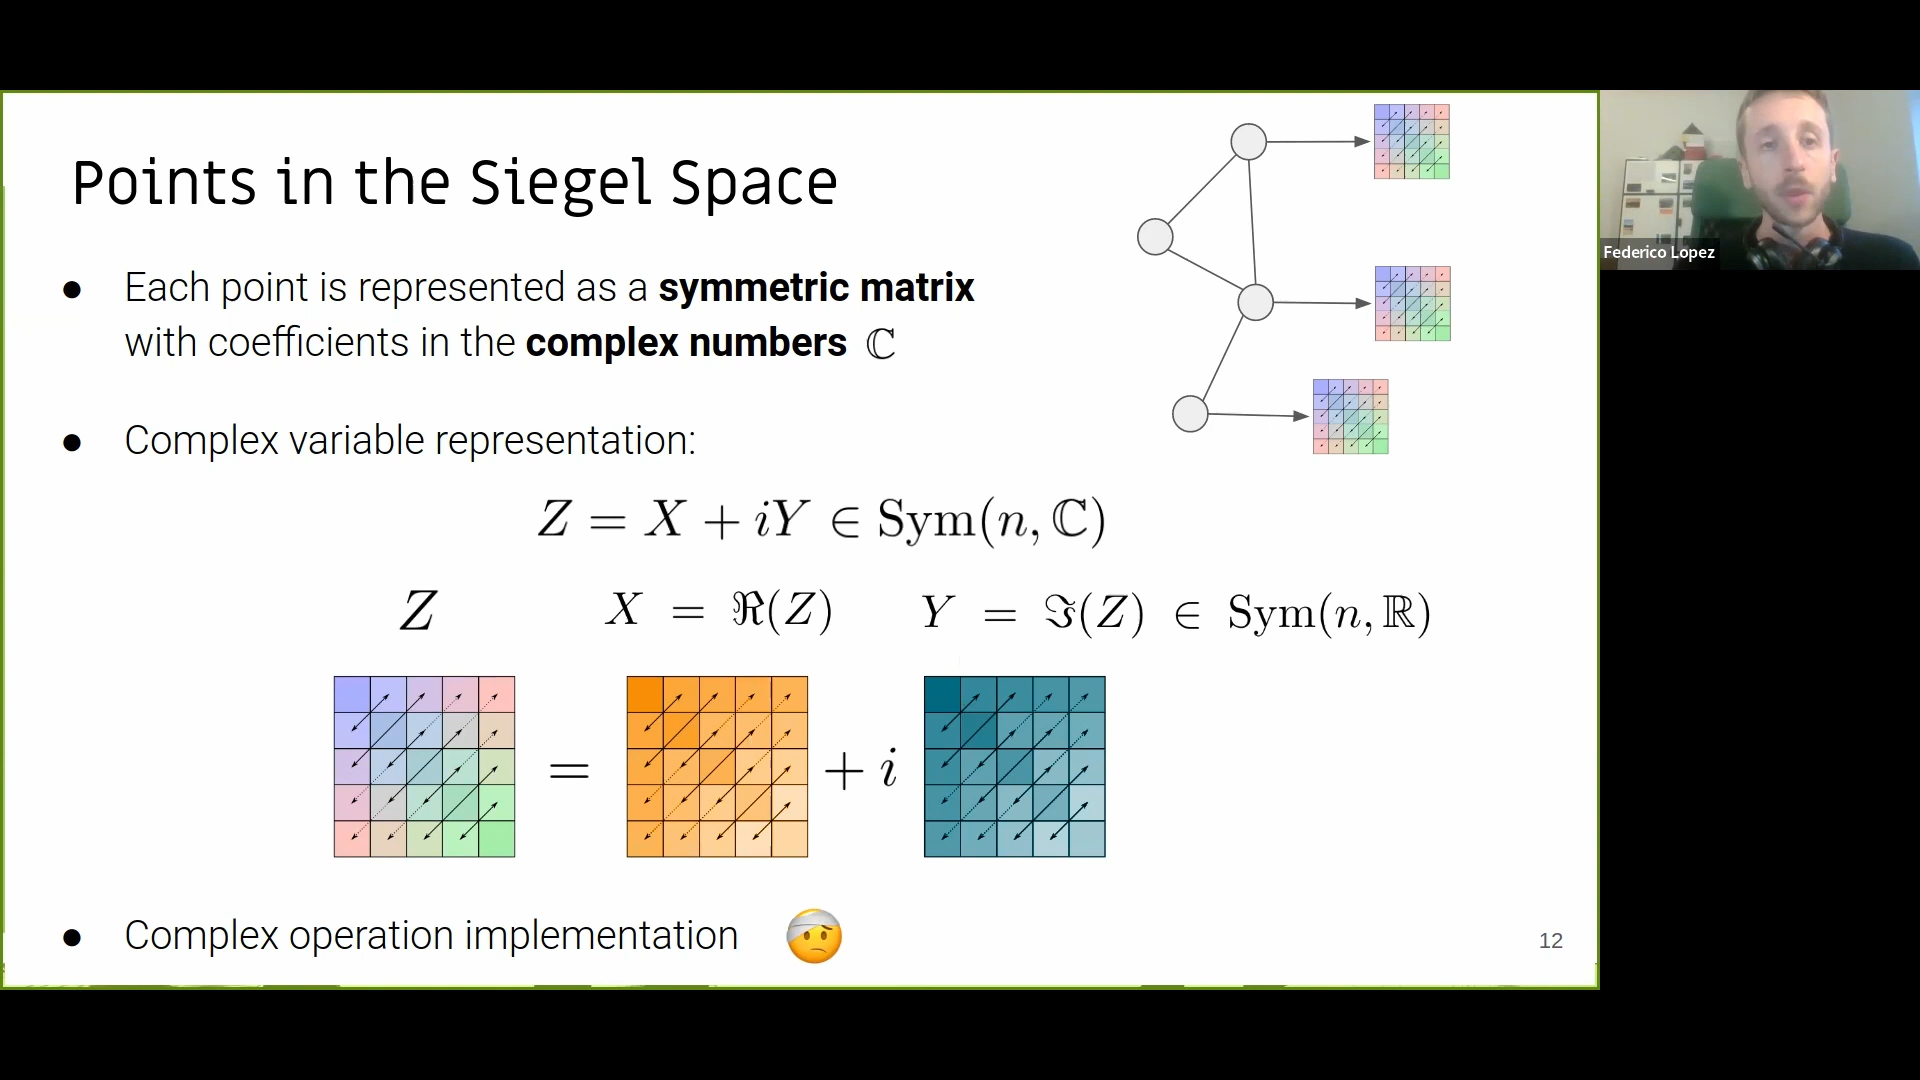 Points in the Siegel Space
● Each point is represented as a symmetric matrix
with coefficients in the complex numbers ℂ
● Complex variable representation:
Z = X + iY ∈ Sym(n, ℂ)
Z X = ℜ(Z) Y = ℑ(Z) ∈ Sym(n, ℝ)
= + i
● Complex operation implementation 🤕
12
Federico Lopez